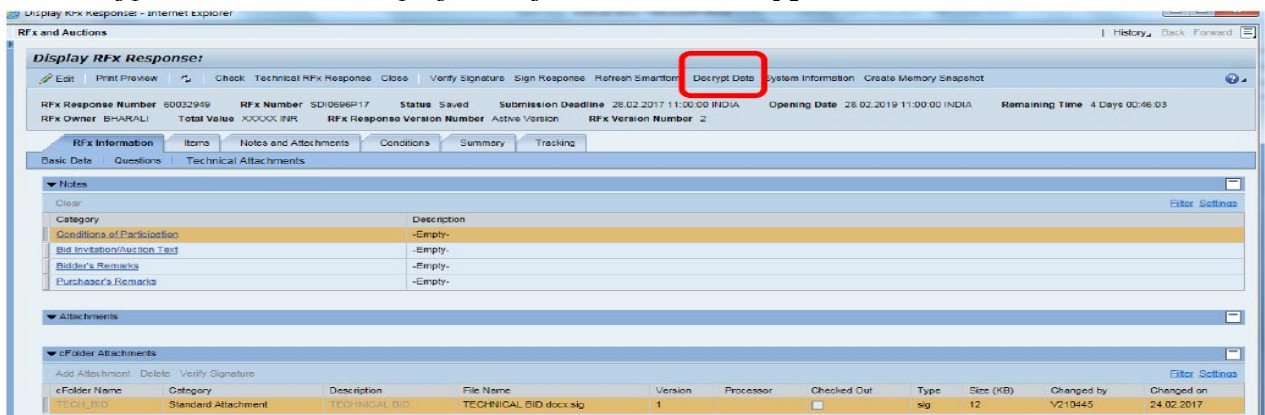 Display RFx Response: - Internet Explorer
RFx and Auctions | History Back Forward
Display RFx Response:
Edit | Print Preview | Check Technical RFx Response Close | Verify Signature Sign Response Refresh Smartform Decrypt Data System Information Create Memory Snapshot
RFx Response Number 60032949 RFx Number SDI0696P17 Status Saved Submission Deadline 28.02.2017 11:00:00 INDIA Opening Date 28.02.2019 11:00:00 INDIA Remaining Time 4 Days 00:46:03
RFx Owner BHARALI Total Value XXXXX INR RFx Response Version Number Active Version RFx Version Number 2
RFx Information Items Notes and Attachments Conditions Summary Tracking
Basic Data | Questions | Technical Attachments
Notes
Clear Filter Settings
Category Description
Conditions of Participation -Empty-
Bid Invitation/Auction Text -Empty-
Bidder's Remarks -Empty-
Purchaser's Remarks -Empty-
Attachments
cFolder Attachments
Add Attachment Delete Verify Signature Filter Settings
cFolder Name Category Description File Name Version Processor Checked Out Type Size (KB) Changed by Changed on
TECH_BID Standard Attachment TECHNICAL BID TECHNICAL BID.docx.sig 1 sig 12 V210445 24.02.2017